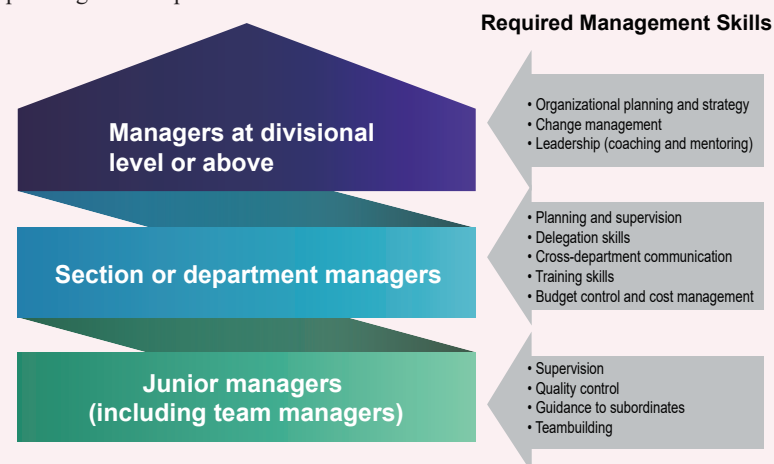 Required Management Skills
Managers at divisional
level or above
• Organizational planning and strategy
• Change management
• Leadership (coaching and mentoring)
Section or department managers
• Planning and supervision
• Delegation skills
• Cross-department communication
• Training skills
• Budget control and cost management
Junior managers
(including team managers)
• Supervision
• Quality control
• Guidance to subordinates
• Teambuilding